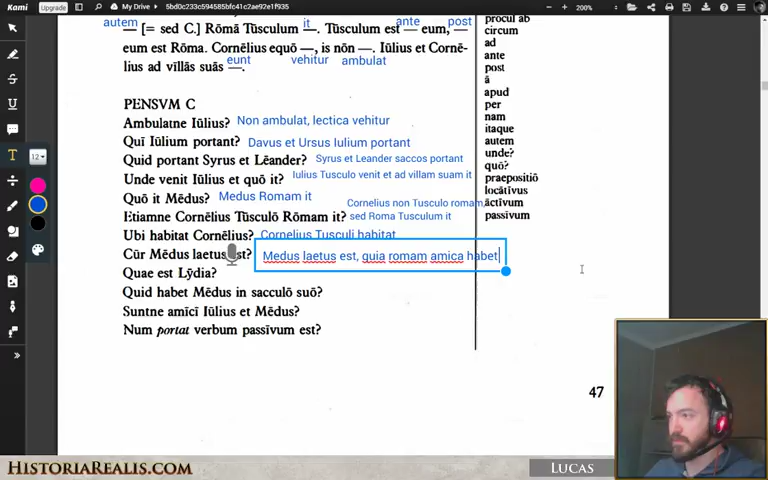 Kami
Upgrade
My Drive
5bd0c233c594585bfc41c2ae92e1f935
200%
autem it ante post
— [= sed C.] Rōmā Tūsculum —. Tūsculum est — eum, —
eum est Rōma. Cornēlius equō —, is nōn —. Iūlius et Cornē-
lius ad vīllās suās —.
eunt vehitur ambulat
PENSVM C
Ambulatne Iūlius? Non ambulat, lectica vehitur
Quī Iūlium portant? Davus et Ursus Iulium portant
Quid portant Syrus et Lēander? Syrus et Leander saccos portant
Unde venit Iūlius et quō it? Iulius Tusculo venit et ad villam suam it
Quō it Mēdus? Medus Romam it
Etiamne Cornēlius Tūsculō Rōmam it? Cornelius non Tusculo romam,
sed Roma Tusculum it
Ubi habitat Cornēlius? Cornelius Tusculi habitat
Cūr Mēdus laetus est? Medus laetus est, quia romam amica habet
Quae est Lȳdia?
Quid habet Mēdus in sacculō suō?
Suntne amīcī Iūlius et Mēdus?
Num portat verbum passīvum est?
procul ab
circum
ad
ante
post
ā
apud
per
nam
itaque
autem
unde?
quō?
praepositiō
locātīvus
āctīvum
passīvum
12
47
HISTORIAREALIS.COM
LUCAS